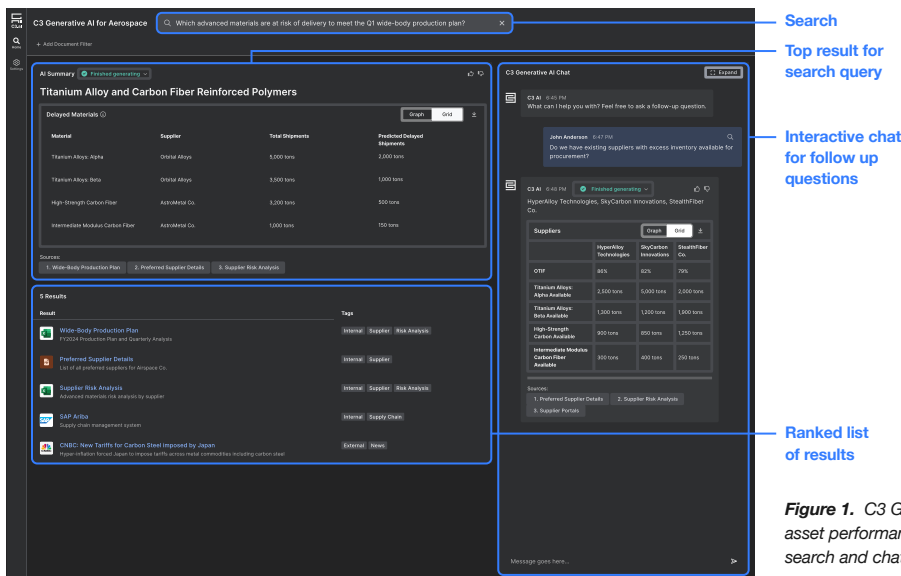 C3.ai
C3 Generative AI for Aerospace
Which advanced materials are at risk of delivery to meet the Q1 wide-body production plan?
Search
Home
+ Add Document Filter
Settings
Top result for
search query
AI Summary Finished generating
Titanium Alloy and Carbon Fiber Reinforced Polymers
Delayed Materials Graph Grid
Material Supplier Total Shipments Predicted Delayed
Shipments
Titanium Alloys: Alpha Orbital Alloys 5,000 tons 2,000 tons
Titanium Alloys: Beta Orbital Alloys 3,500 tons 1,000 tons
High-Strength Carbon Fiber AstroMetal Co. 3,200 tons 500 tons
Intermediate Modulus Carbon Fiber AstroMetal Co. 1,000 tons 150 tons
Sources:
1. Wide-Body Production Plan 2. Preferred Supplier Details 3. Supplier Risk Analysis
5 Results
Result Tags
Wide-Body Production Plan Internal Supplier Risk Analysis
FY2024 Production Plan and Quarterly Analysis
Preferred Supplier Details Internal Supplier
List of all preferred suppliers for Airspace Co.
Supplier Risk Analysis Internal Supplier Risk Analysis
Advanced materials risk analysis by supplier
SAP Ariba Internal Supply Chain
Supply chain management system
CNBC: New Tariffs for Carbon Steel imposed by Japan External News
Hyper-inflation forced Japan to impose tariffs across metal commodities including carbon steel
C3 Generative AI Chat Expand
C3 AI 6:45 PM
What can I help you with? Feel free to ask a follow-up question.
John Anderson 6:47 PM
Do we have existing suppliers with excess inventory available for
procurement?
Interactive chat
for follow up
questions
C3 AI 6:48 PM Finished generating
HyperAlloy Technologies, SkyCarbon Innovations, StealthFiber
Co.
Suppliers Graph Grid
HyperAlloy
Technologies
SkyCarbon
Innovations
StealthFiber
Co.
OTIF 86% 82% 79%
Titanium Alloys:
Alpha Available
2,500 tons 5,000 tons 2,000 tons
Titanium Alloys:
Beta Available
1,300 tons 1,200 tons 1,900 tons
High-Strength
Carbon Available
900 tons 850 tons 1,250 tons
Intermediate Modulus
Carbon Fiber
Available
300 tons 400 tons 250 tons
Sources:
1. Preferred Supplier Details 2. Supplier Risk Analysis
3. Supplier Portals
Message goes here...
Ranked list
of results
Figure 1. C3 G
asset performa
search and cha